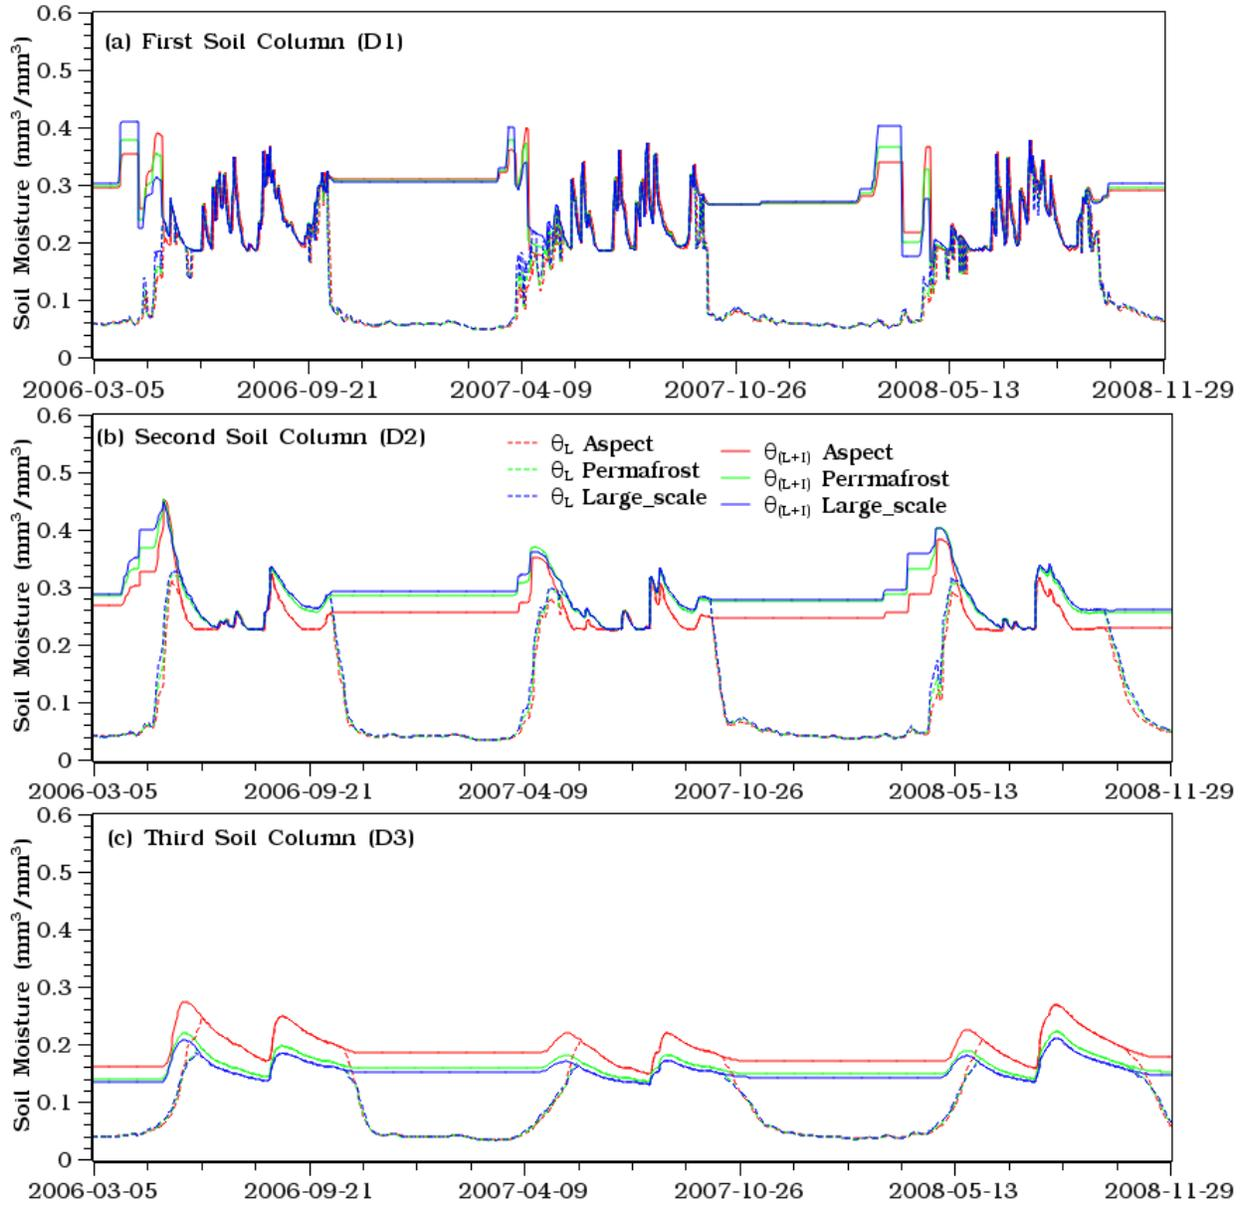 (a) First Soil Column (D1)
Soil Moisture (mm³/mm³)
0.6
0.5
0.4
0.3
0.2
0.1
0
2006-03-05 2006-09-21 2007-04-09 2007-10-26 2008-05-13 2008-11-29
(b) Second Soil Column (D2)
Soil Moisture (mm³/mm³)
0.6
0.5
0.4
0.3
0.2
0.1
0
θL Aspect
θL Permafrost
θL Large_scale
θ(L+I) Aspect
θ(L+I) Perrmafrost
θ(L+I) Large_scale
2006-03-05 2006-09-21 2007-04-09 2007-10-26 2008-05-13 2008-11-29
(c) Third Soil Column (D3)
Soil Moisture (mm³/mm³)
0.6
0.5
0.4
0.3
0.2
0.1
0
2006-03-05 2006-09-21 2007-04-09 2007-10-26 2008-05-13 2008-11-29